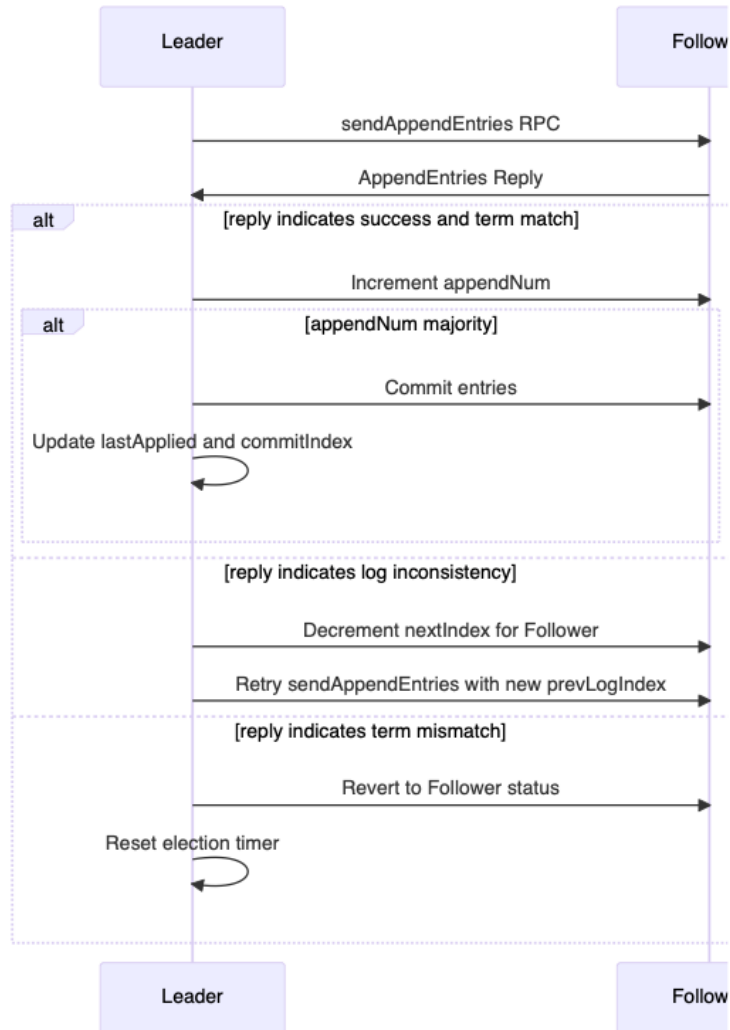 Leader
Follow
sendAppendEntries RPC
AppendEntries Reply
alt
[reply indicates success and term match]
Increment appendNum
alt
[appendNum majority]
Commit entries
Update lastApplied and commitIndex
[reply indicates log inconsistency]
Decrement nextIndex for Follower
Retry sendAppendEntries with new prevLogIndex
[reply indicates term mismatch]
Revert to Follower status
Reset election timer
Leader
Follow